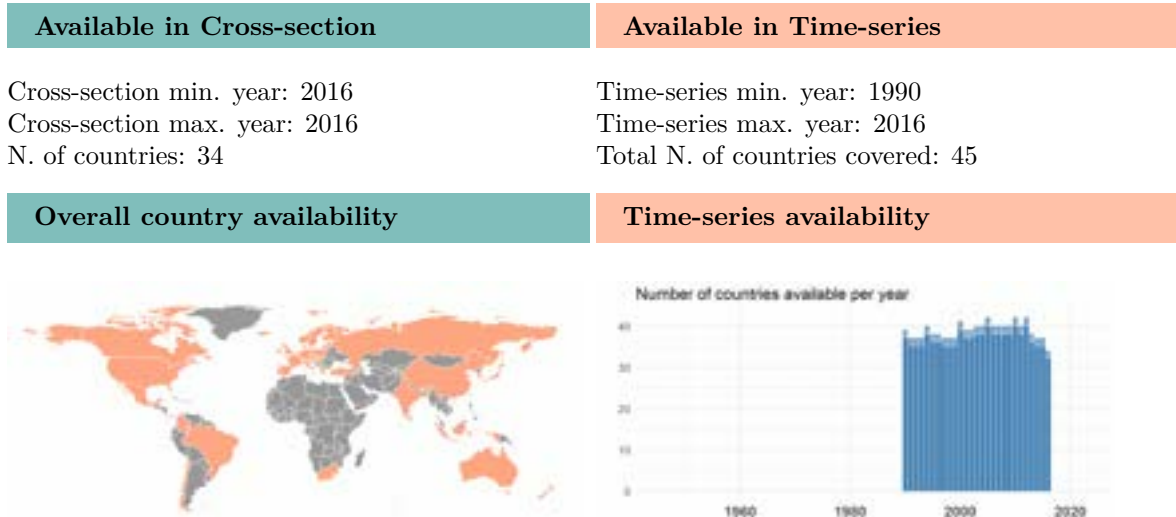 Available in Cross-section
Available in Time-series
Cross-section min. year: 2016
Cross-section max. year: 2016
N. of countries: 34
Time-series min. year: 1990
Time-series max. year: 2016
Total N. of countries covered: 45
Overall country availability
Time-series availability
Number of countries available per year
40
30
20
10
0
1960
1980
2000
2020